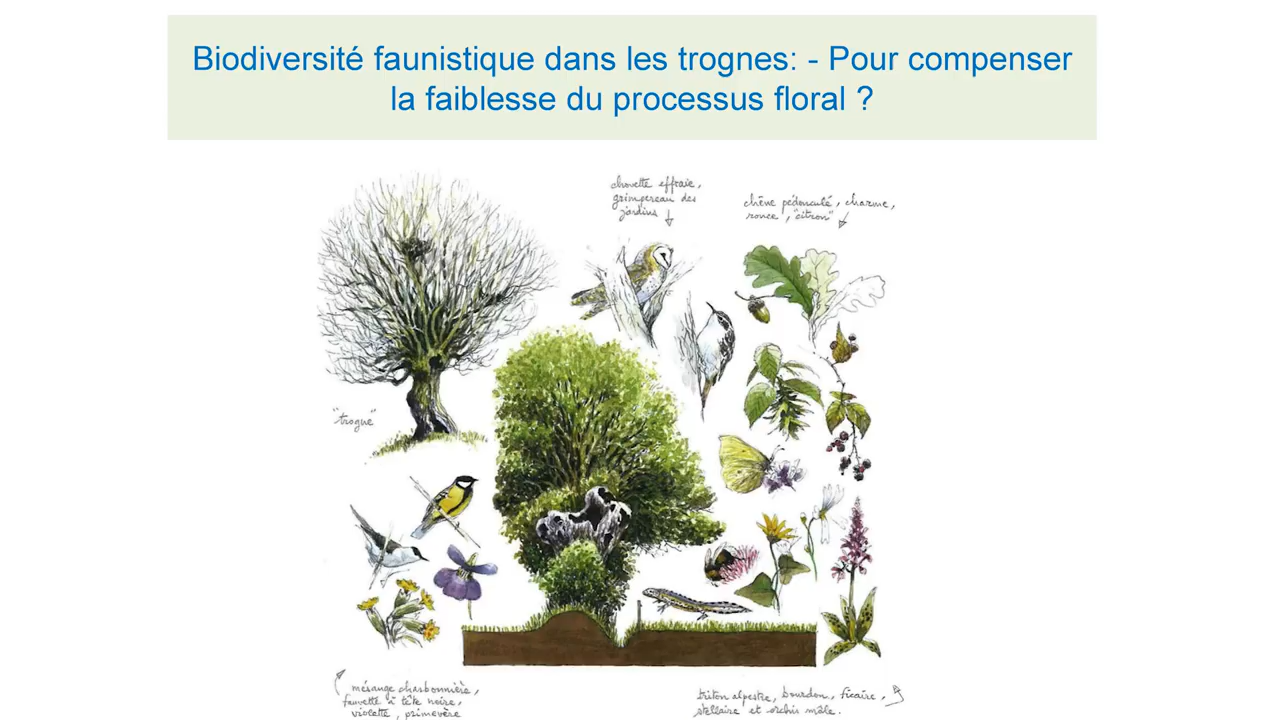 Biodiversité faunistique dans les trognes: - Pour compenser
la faiblesse du processus floral ?
chouette effraie,
grimpereau des
jardins
chêne pédonculé, charme,
ronce, "citron"
"trogne"
mésange charbonnière,
fauvette à tête noire,
violette, primevère
triton alpestre, bourdon, ficaire,
stellaire et orchis mâle.